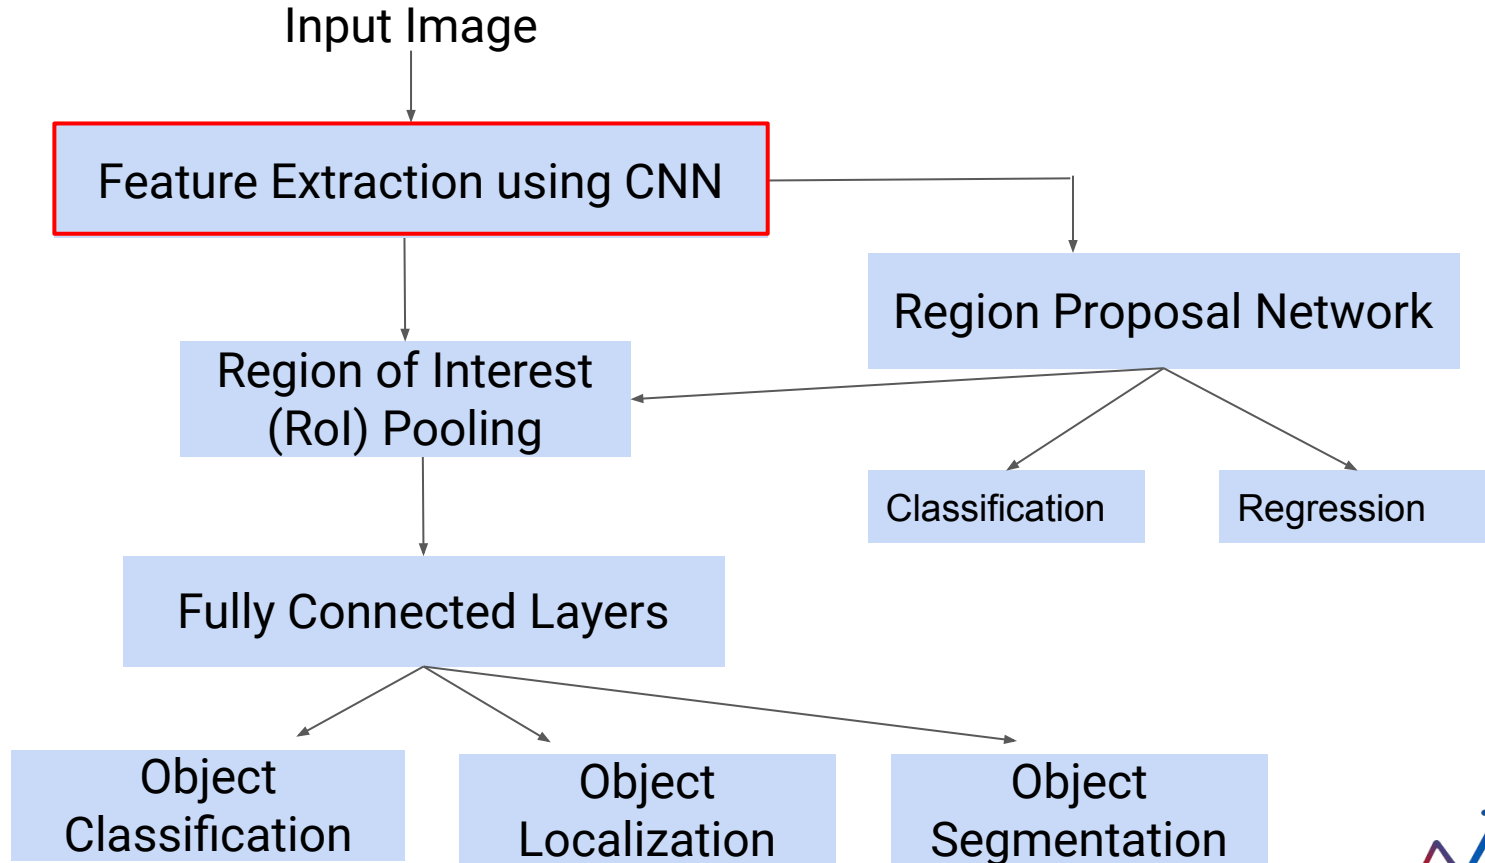 Input Image
Feature Extraction using CNN
Region Proposal Network
Region of Interest
(RoI) Pooling
Classification
Regression
Fully Connected Layers
Object
Classification
Object
Localization
Object
Segmentation